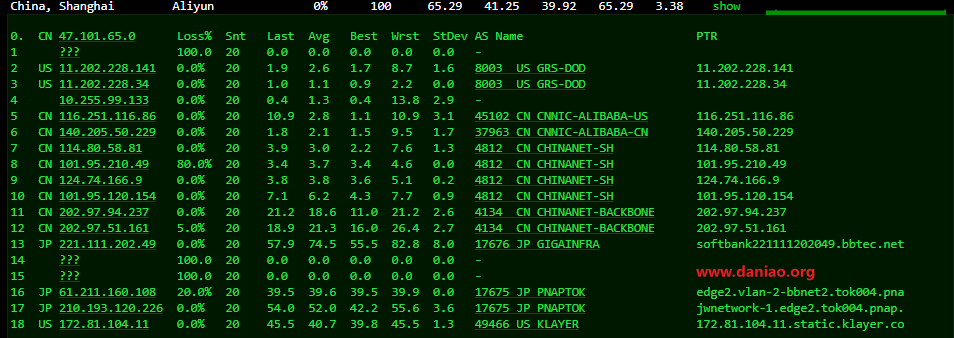 China, Shanghai Aliyun 0% 100 65.29 41.25 39.92 65.29 3.38 show
0. CN 47.101.65.0 Loss% Snt Last Avg Best Wrst StDev AS Name PTR
1 ??? 100.0 20 0.0 0.0 0.0 0.0 0.0 -
2 US 11.202.228.141 0.0% 20 1.9 2.6 1.7 8.7 1.6 8003 US GRS-DOD 11.202.228.141
3 US 11.202.228.34 0.0% 20 1.0 1.1 0.9 2.2 0.0 8003 US GRS-DOD 11.202.228.34
4 10.255.99.133 0.0% 20 0.4 1.3 0.4 13.8 2.9 -
5 CN 116.251.116.86 0.0% 20 10.9 2.8 1.1 10.9 3.1 45102 CN CNNIC-ALIBABA-US 116.251.116.86
6 CN 140.205.50.229 0.0% 20 1.8 2.1 1.5 9.5 1.7 37963 CN CNNIC-ALIBABA-CN 140.205.50.229
7 CN 114.80.58.81 0.0% 20 3.9 3.0 2.2 7.6 1.3 4812 CN CHINANET-SH 114.80.58.81
8 CN 101.95.210.49 80.0% 20 3.4 3.7 3.4 4.6 0.0 4812 CN CHINANET-SH 101.95.210.49
9 CN 124.74.166.9 0.0% 20 3.8 3.8 3.6 5.1 0.2 4812 CN CHINANET-SH 124.74.166.9
10 CN 101.95.120.154 0.0% 20 7.1 6.2 4.3 7.7 0.9 4812 CN CHINANET-SH 101.95.120.154
11 CN 202.97.94.237 0.0% 20 21.2 18.6 11.0 21.2 2.6 4134 CN CHINANET-BACKBONE 202.97.94.237
12 CN 202.97.51.161 5.0% 20 18.9 21.3 16.0 26.4 2.7 4134 CN CHINANET-BACKBONE 202.97.51.161
13 JP 221.111.202.49 0.0% 20 57.9 74.5 55.5 82.8 8.0 17676 JP GIGAINFRA softbank221111202049.bbtec.net
14 ??? 100.0 20 0.0 0.0 0.0 0.0 0.0 -
15 ??? 100.0 20 0.0 0.0 0.0 0.0 0.0 - www.daniao.org
16 JP 61.211.160.108 20.0% 20 39.5 39.6 39.5 39.9 0.0 17675 JP PNAPTOK edge2.vlan-2-bbnet2.tok004.pna
17 JP 210.193.120.226 0.0% 20 54.0 52.0 42.2 55.6 3.6 17675 JP PNAPTOK jwnetwork-1.edge2.tok004.pnap.
18 US 172.81.104.11 0.0% 20 45.5 40.7 39.8 45.5 1.3 49466 US KLAYER 172.81.104.11.static.klayer.co